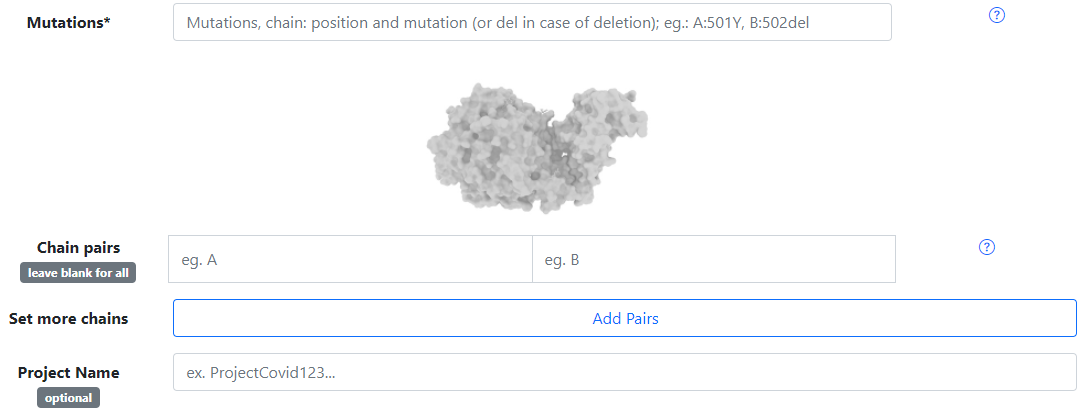 Mutations* Mutations, chain: position and mutation (or del in case of deletion); eg.: A:501Y, B:502del ?
Chain pairs eg. A eg. B ?
leave blank for all
Set more chains Add Pairs
Project Name ex. ProjectCovid123...
optional